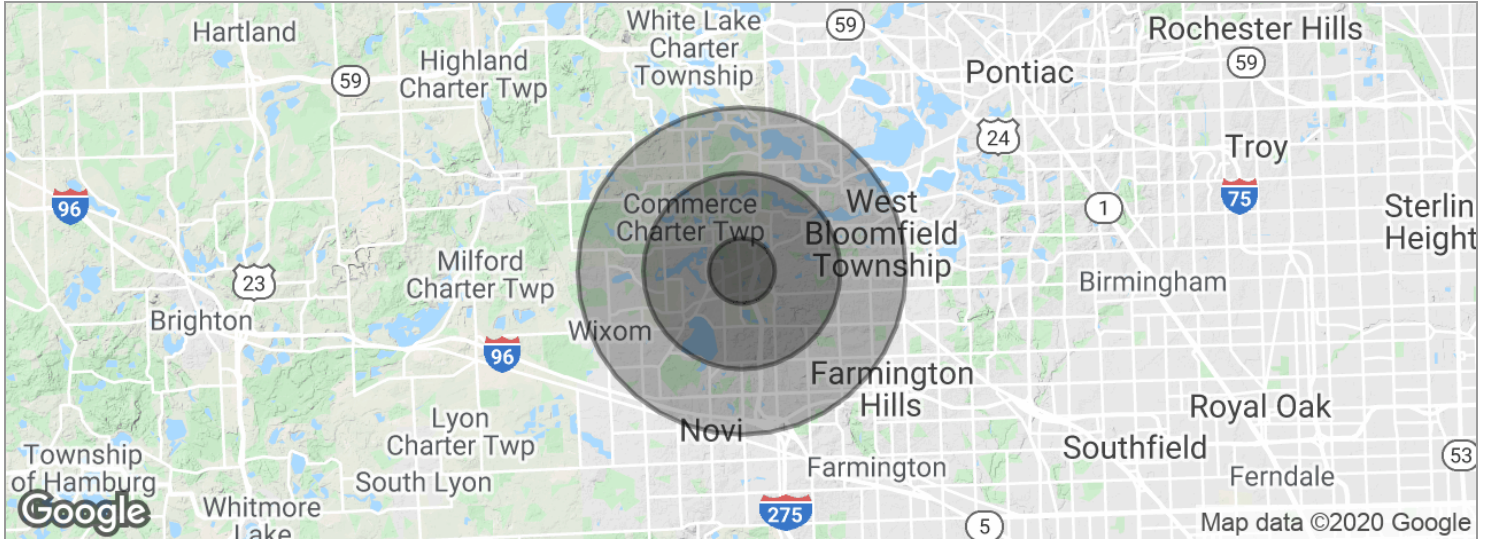 Hartland
White Lake
Charter
Township
59
Rochester Hills
Highland
Charter Twp
59
Pontiac
59
24
Troy
96
Commerce
Charter Twp
West
Bloomfield
Township
1
75
Sterlin
Height
Milford
Charter Twp
23
Birmingham
Brighton
Wixom
96
Farmington
Hills
Lyon
Charter Twp
Novi
Royal Oak
Southfield
Township
of Hamburg
South Lyon
Farmington
Ferndale
53
Google
Whitmore
Lake
275
5
Map data ©2020 Google